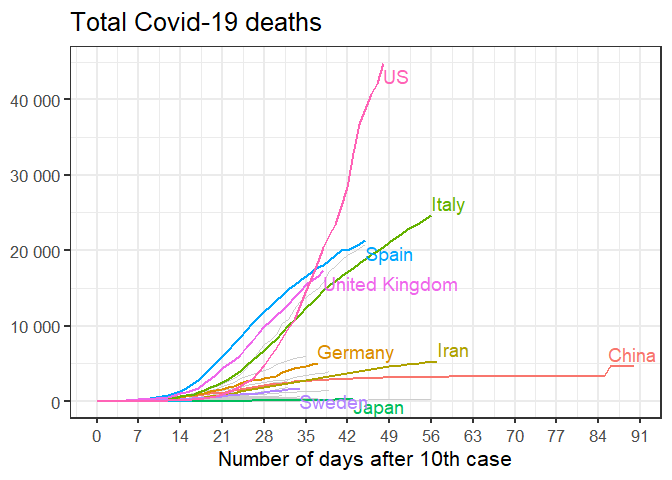 Total Covid-19 deaths
US
40 000
30 000
Italy
20 000
Spain
United Kingdom
10 000
Germany
Iran
China
0
Sweden
Japan
0 7 14 21 28 35 42 49 56 63 70 77 84 91
Number of days after 10th case